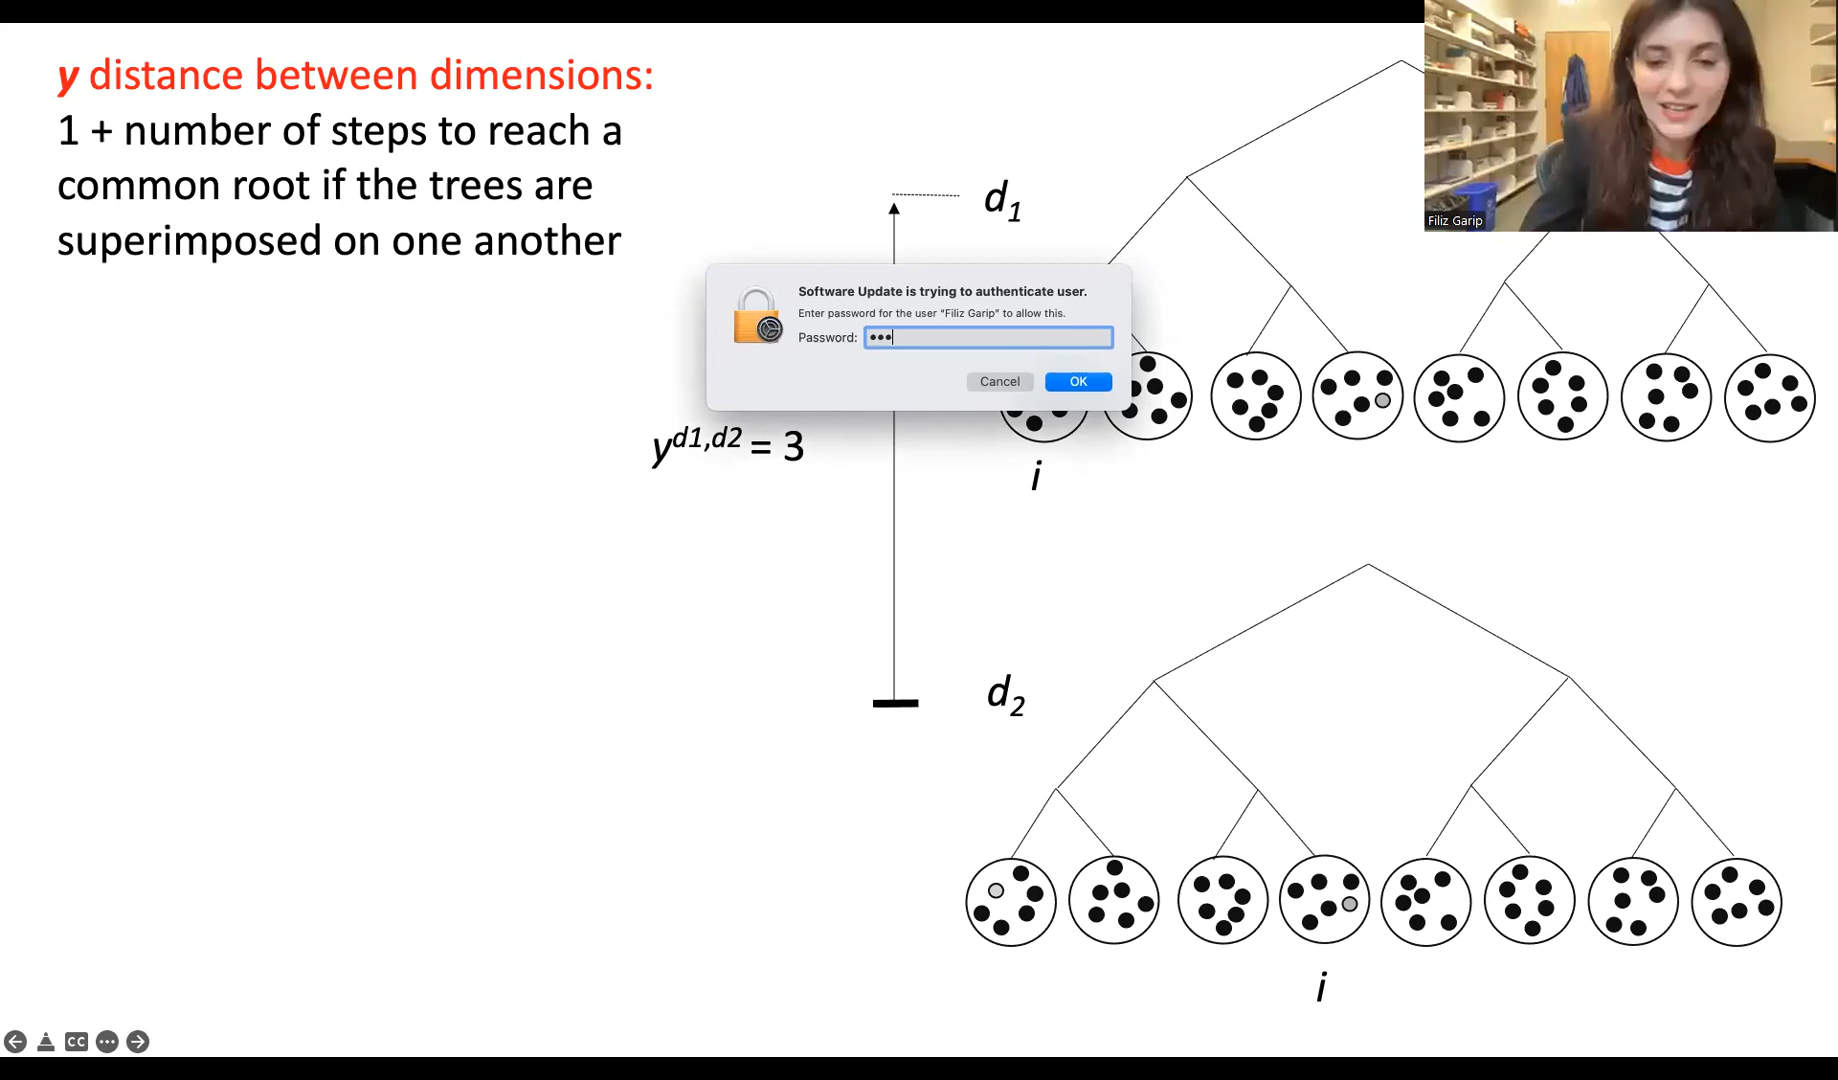 y distance between dimensions:
1 + number of steps to reach a
common root if the trees are
superimposed on one another
d1
Filiz Garip
Software Update is trying to authenticate user.
Enter password for the user “Filiz Garip” to allow this.
Password: •••
Cancel
OK
y^d1,d2 = 3
i
d2
i
CC